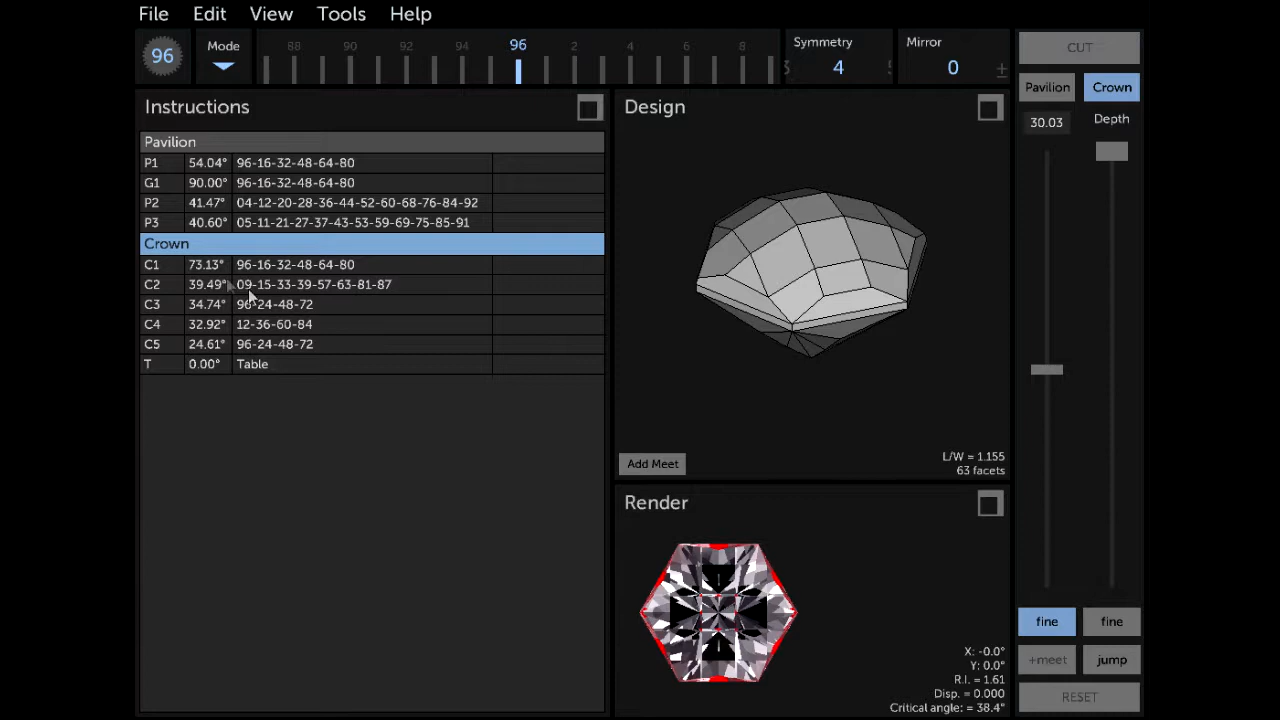 File Edit View Tools Help
96 Mode 88 90 92 94 96 2 4 6 8 Symmetry 4 Mirror 0 ± CUT
Pavilion Crown
30.03 Depth
Instructions
Pavilion
P1 54.04° 96-16-32-48-64-80
G1 90.00° 96-16-32-48-64-80
P2 41.47° 04-12-20-28-36-44-52-60-68-76-84-92
P3 40.60° 05-11-21-27-37-43-53-59-69-75-85-91
Crown
C1 73.13° 96-16-32-48-64-80
C2 39.49° 09-15-33-39-57-63-81-87
C3 34.74° 96-24-48-72
C4 32.92° 12-36-60-84
C5 24.61° 96-24-48-72
T 0.00° Table
Design
Add Meet
L/W = 1.155
63 facets
Render
X: -0.0°
Y: 0.0°
R.I. = 1.61
Disp. = 0.000
Critical angle: = 38.4°
fine fine
+meet jump
RESET